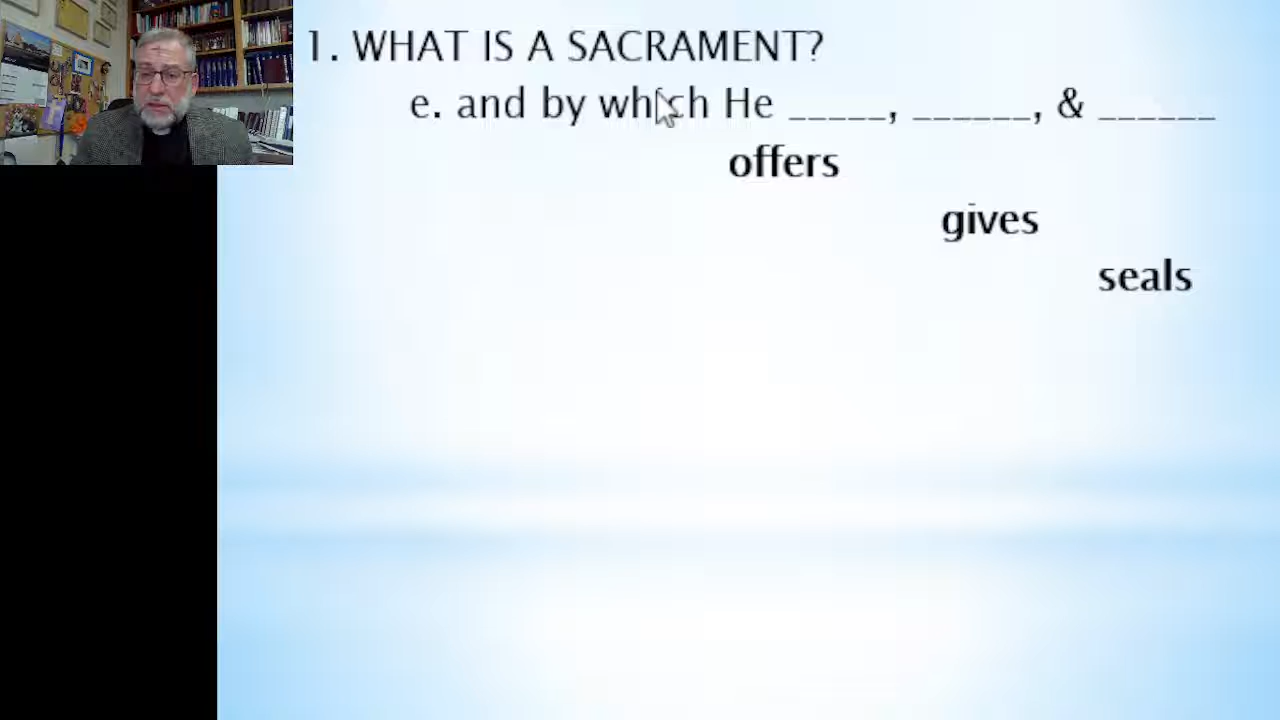 1. WHAT IS A SACRAMENT?
e. and by which He _____, ______, & ______
offers
gives
seals